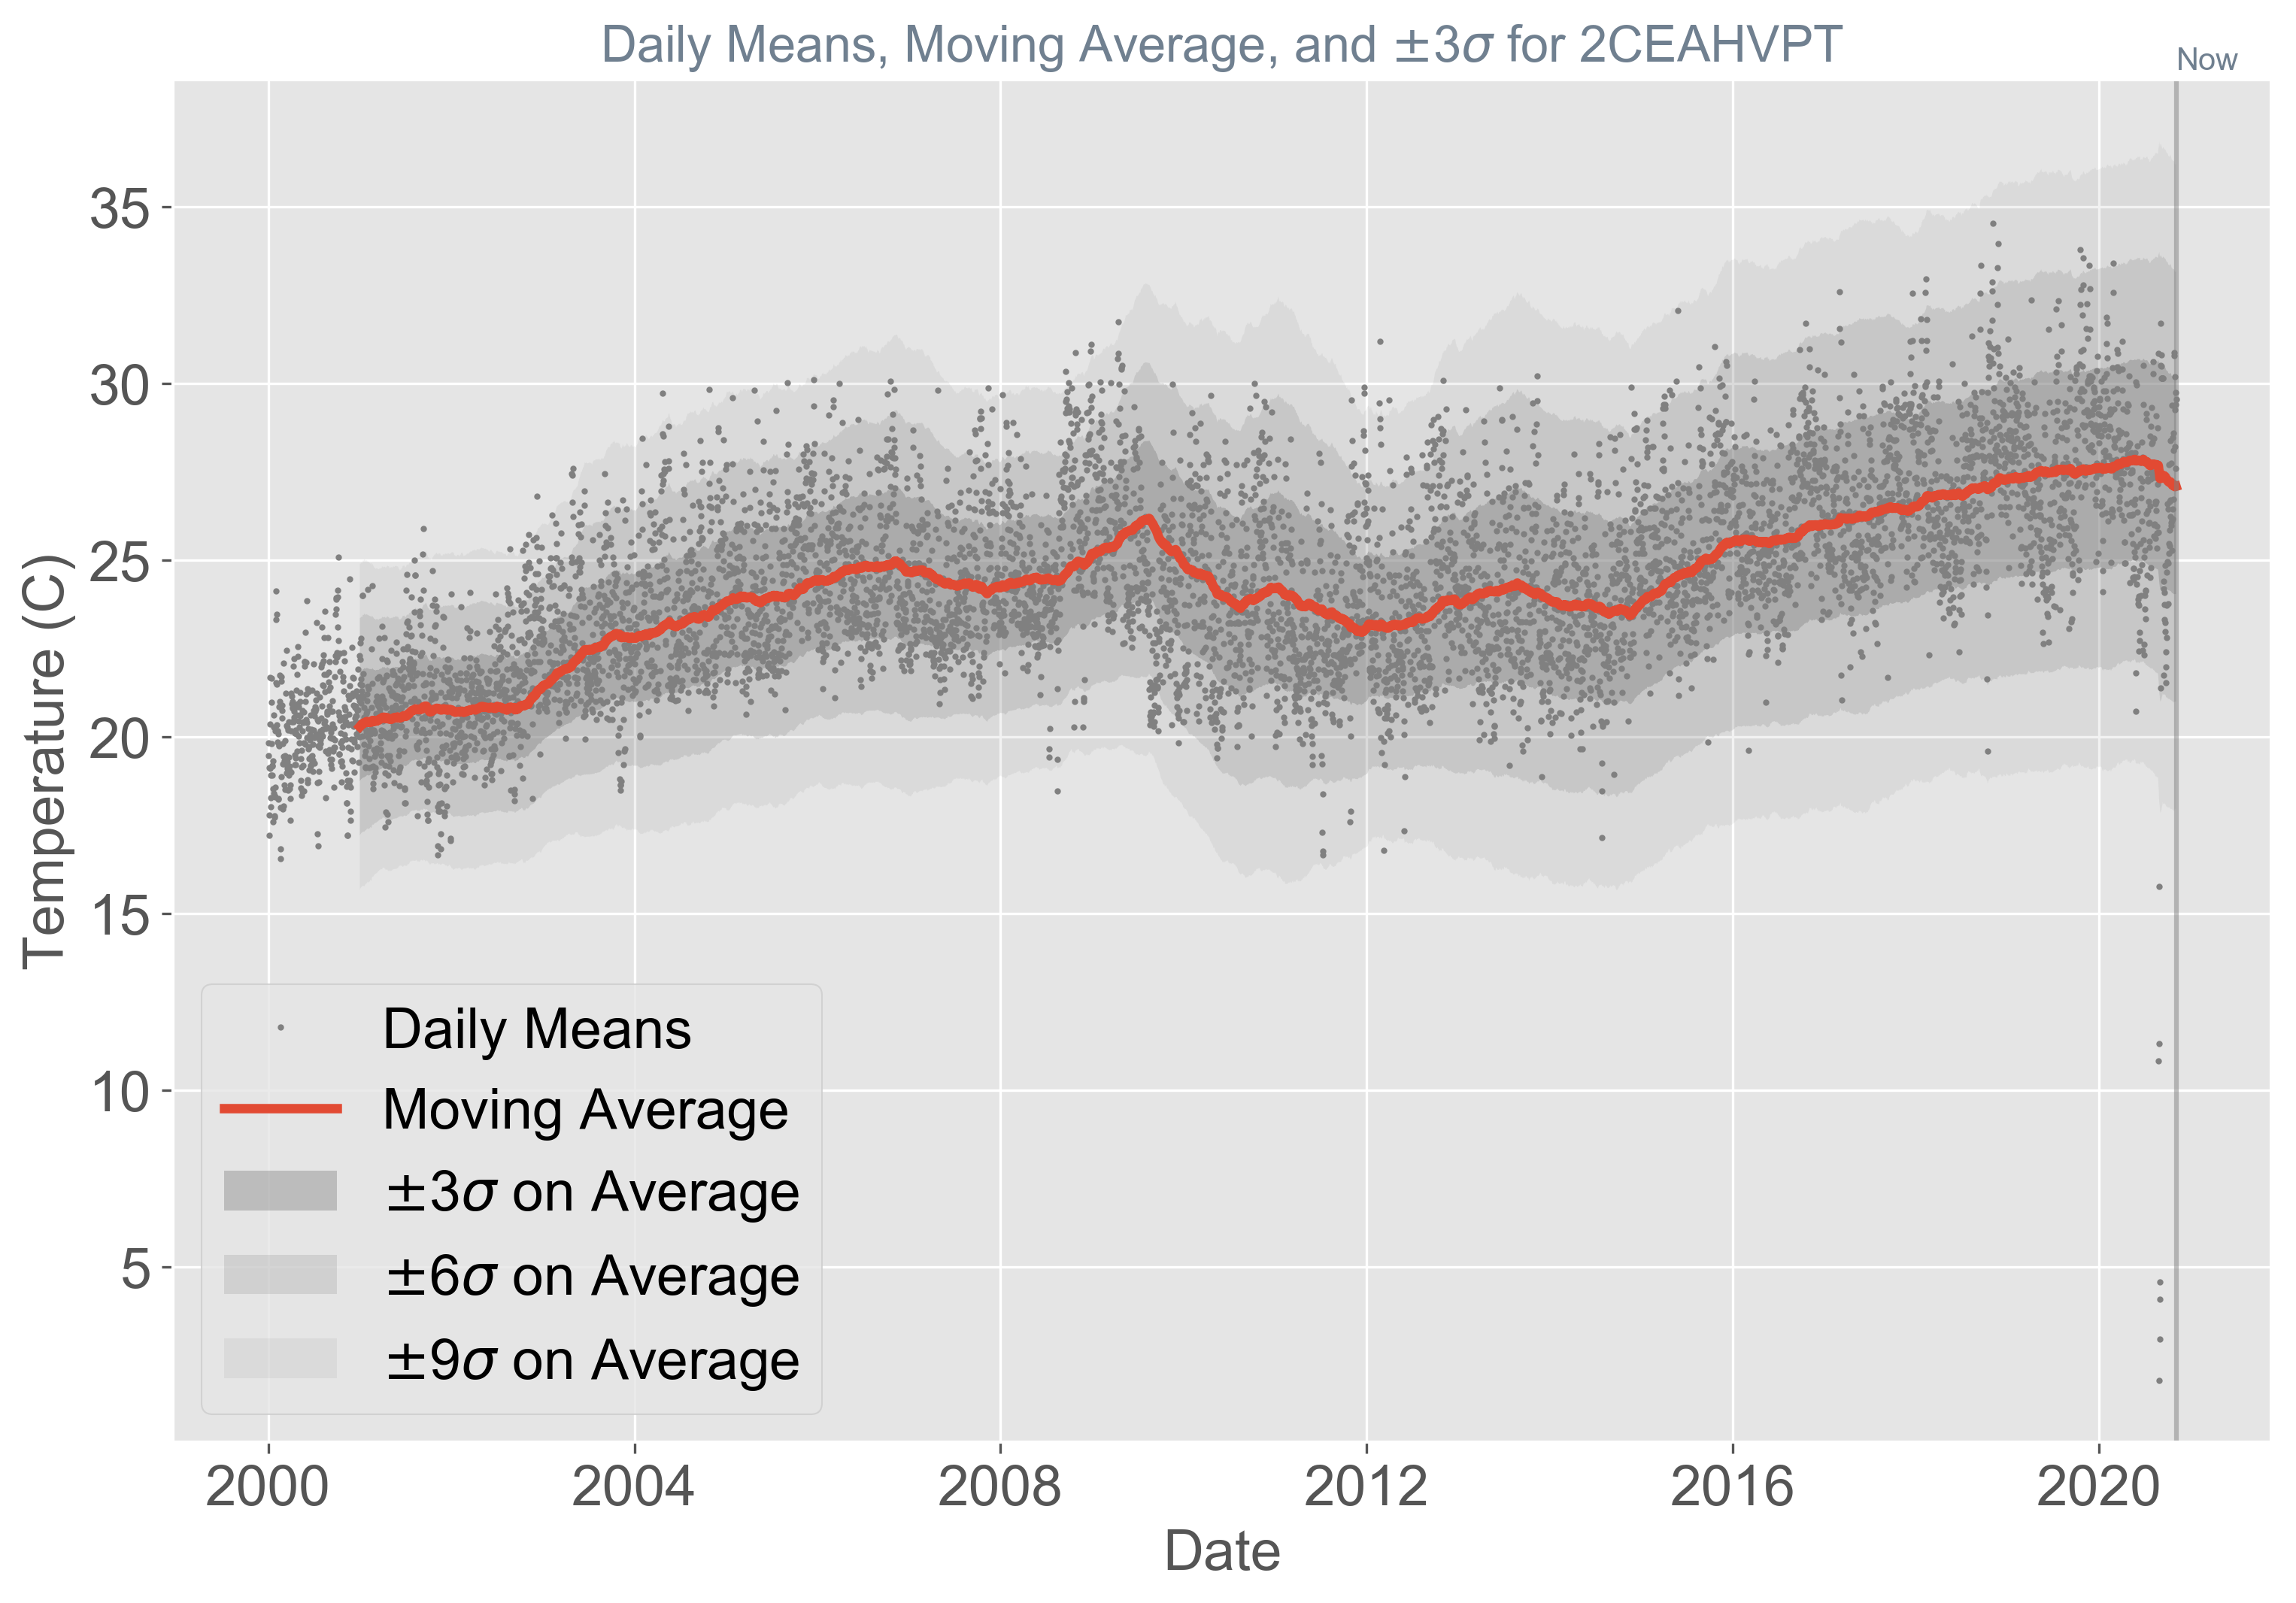 Daily Means, Moving Average, and ±3σ for 2CEAHVPT
Now
Temperature (C)
35
30
25
20
15
10
5
Daily Means
Moving Average
±3σ on Average
±6σ on Average
±9σ on Average
2000 2004 2008 2012 2016 2020
Date